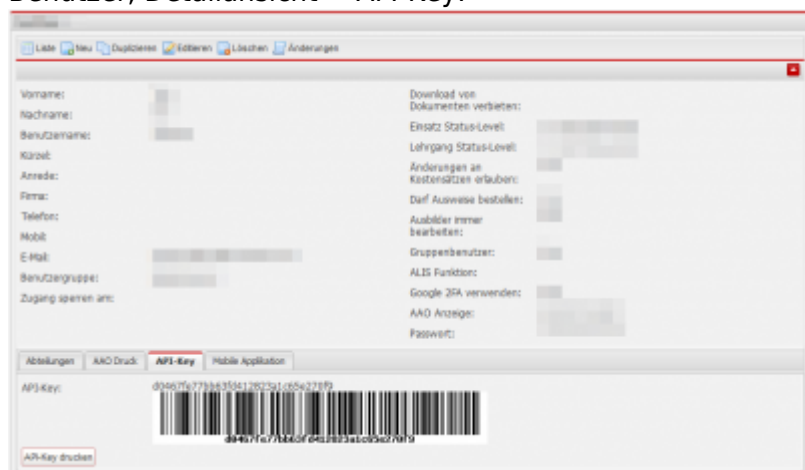 Benutzer, Detailansicht - API-Key:
Liste Neu Duplizieren Editieren Löschen Änderungen
Vorname:
Nachname:
Benutzername:
Kürzel:
Anrede:
Firma:
Telefon:
Mobil:
E-Mail:
Benutzergruppe:
Zugang sperren am:
Download von
Dokumenten verbieten:
Einsatz Status-Level:
Lehrgang Status-Level:
Änderungen an
Kostensätzen erlauben:
Darf Ausweise bestellen:
Ausbilder immer
bearbeiten:
Gruppenbenutzer:
ALIS Funktion:
Google 2FA verwenden:
AAO Anzeige:
Passwort:
Abteilungen AAO Druck API-Key Mobile Applikation
API-Key:
API-Key drucken